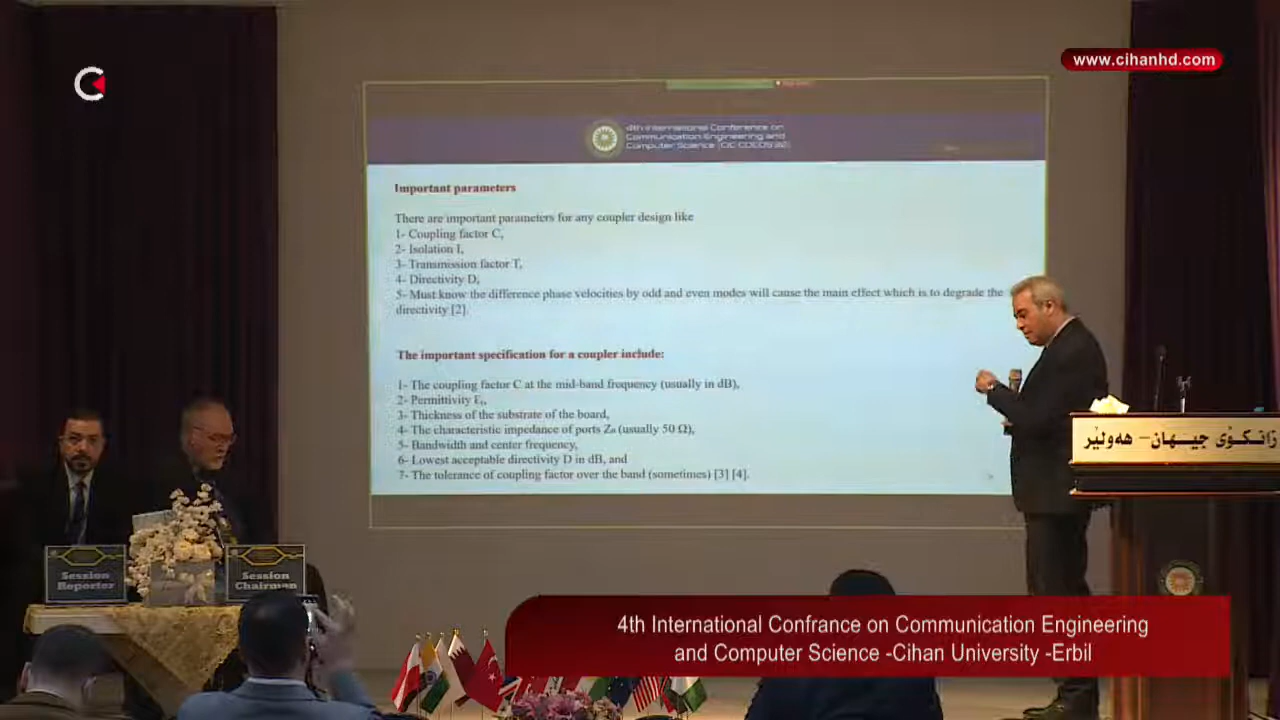 www.cihanhd.com
4th International Conference on
Communication Engineering and
Computer Science
Important parameters
There are important parameters for any coupler design like
1- Coupling factor C,
2- Isolation I,
3- Transmission factor T,
4- Directivity D,
5- Must know the difference phase velocities by odd and even modes will cause the main effect which is to degrade the
directivity [2].
The important specification for a coupler include:
1- The coupling factor C at the mid-band frequency (usually in dB),
2- Permittivity Ɛr,
3- Thickness of the substrate of the board,
4- The characteristic impedance of ports Zo (usually 50 Ω),
5- Bandwidth and center frequency,
6- Lowest acceptable directivity D in dB, and
7- The tolerance of coupling factor over the band (sometimes) [3] [4].
زانكۆی جیهان- هەولێر
Session
Reporter
Session
Chairman
4th International Confrance on Communication Engineering
and Computer Science -Cihan University -Erbil